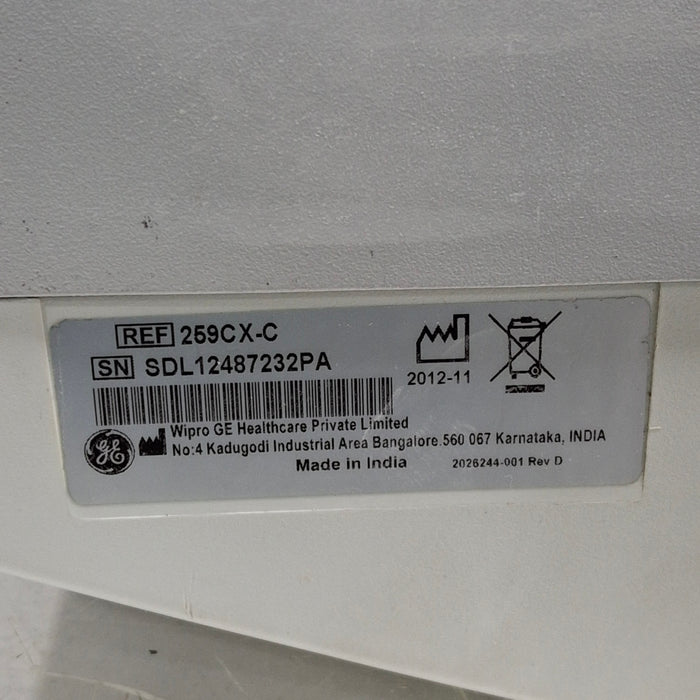 REF 259CX-C
SN SDL12487232PA
2012-11
GE
Wipro GE Healthcare Private Limited
No:4 Kadugodi Industrial Area Bangalore.560 067 Karnataka, INDIA
Made in India
2026244-001 Rev D